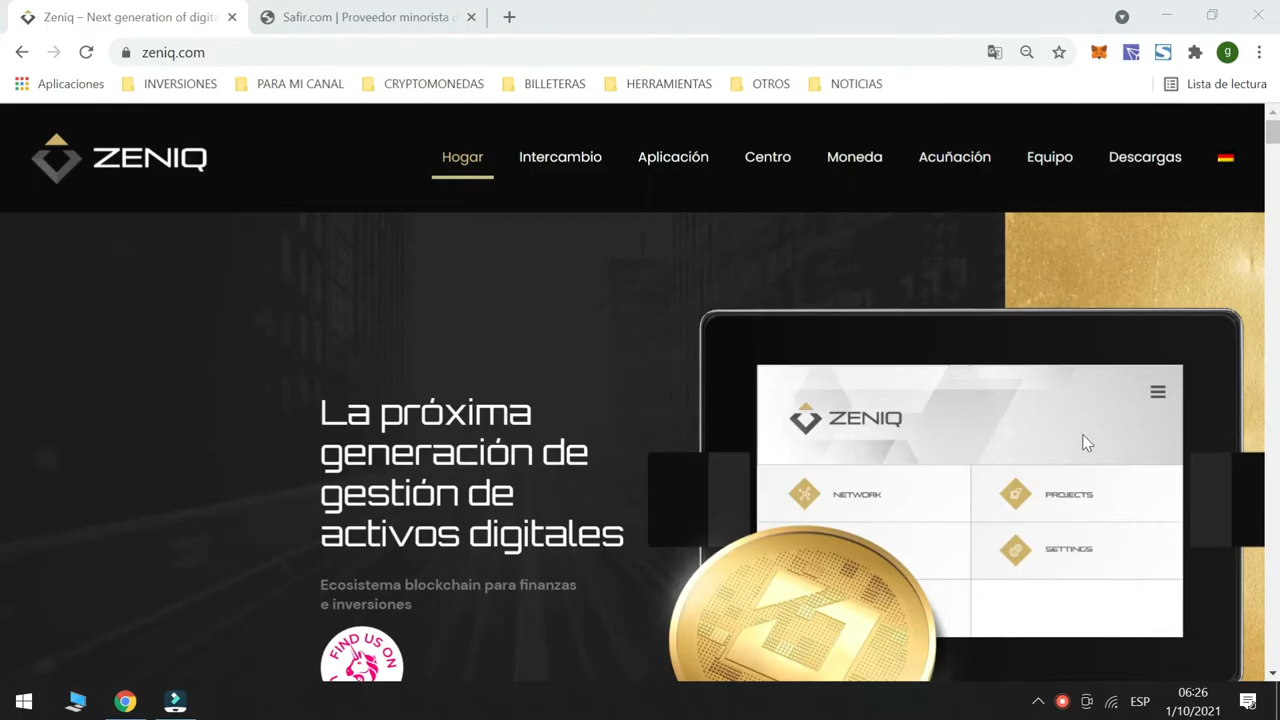 Zeniq – Next generation of digita
Safir.com | Proveedor minorista d
zeniq.com
Aplicaciones
INVERSIONES
PARA MI CANAL
CRYPTOMONEDAS
BILLETERAS
HERRAMIENTAS
OTROS
NOTICIAS
Lista de lectura
g
ZENIQ
Hogar
Intercambio
Aplicación
Centro
Moneda
Acuñación
Equipo
Descargas
La próxima
generación de
gestión de
activos digitales
Ecosistema blockchain para finanzas
e inversiones
FIND US ON
ZENIQ
NETWORK
PROJECTS
SETTINGS
ESP
06:26
1/10/2021